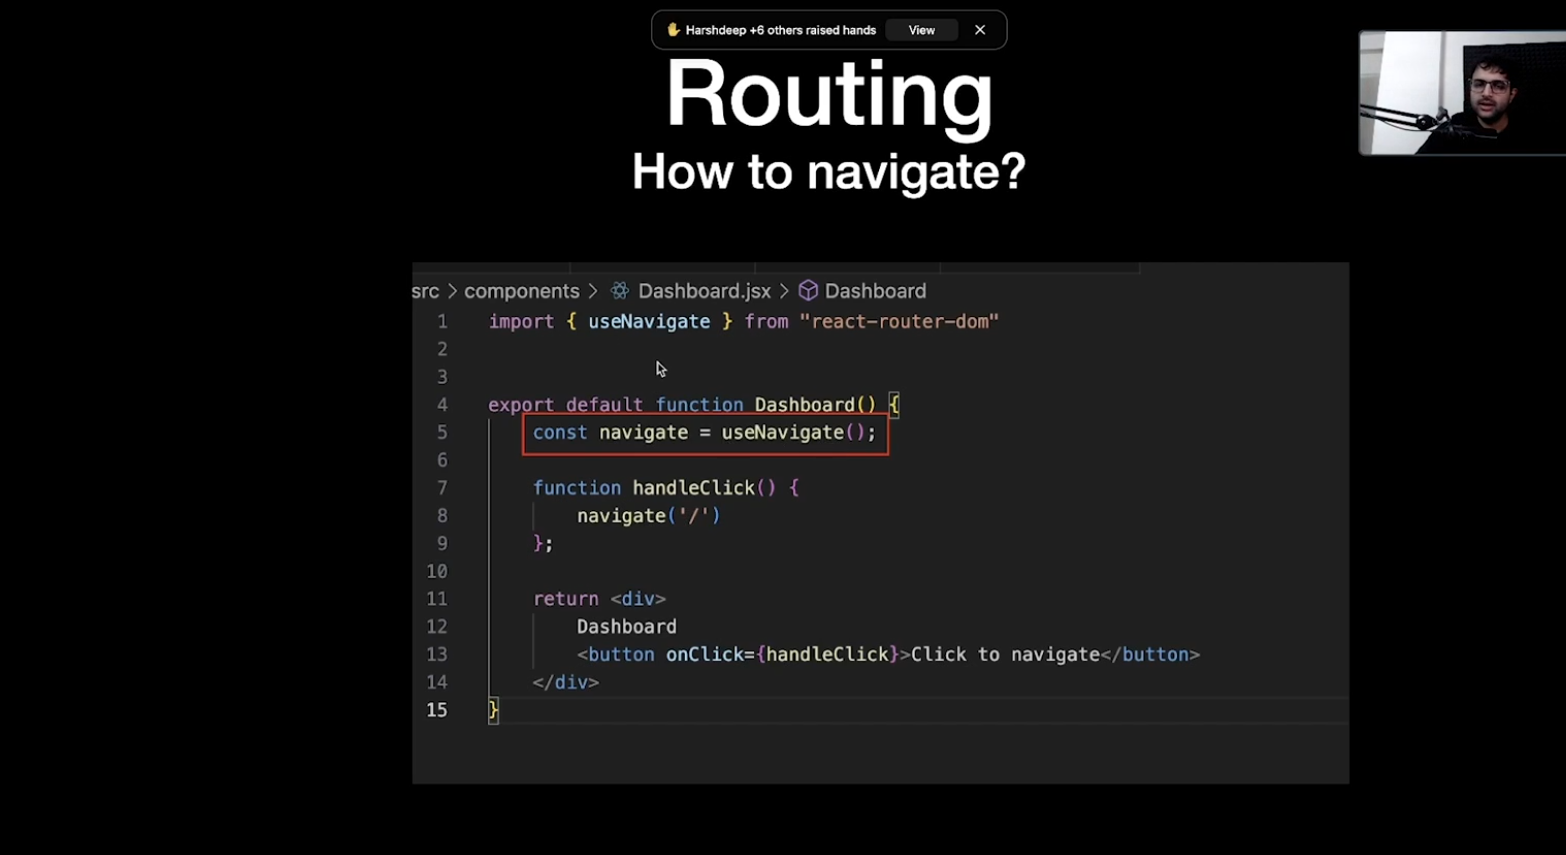 ✋ Harshdeep +6 others raised hands View ✕
Routing
How to navigate?
src > components > Dashboard.jsx > Dashboard
1 import { useNavigate } from "react-router-dom"
2
3
4 export default function Dashboard() {
5 const navigate = useNavigate();
6
7 function handleClick() {
8 navigate('/')
9 };
10
11 return <div>
12 Dashboard
13 <button onClick={handleClick}>Click to navigate</button>
14 </div>
15 }